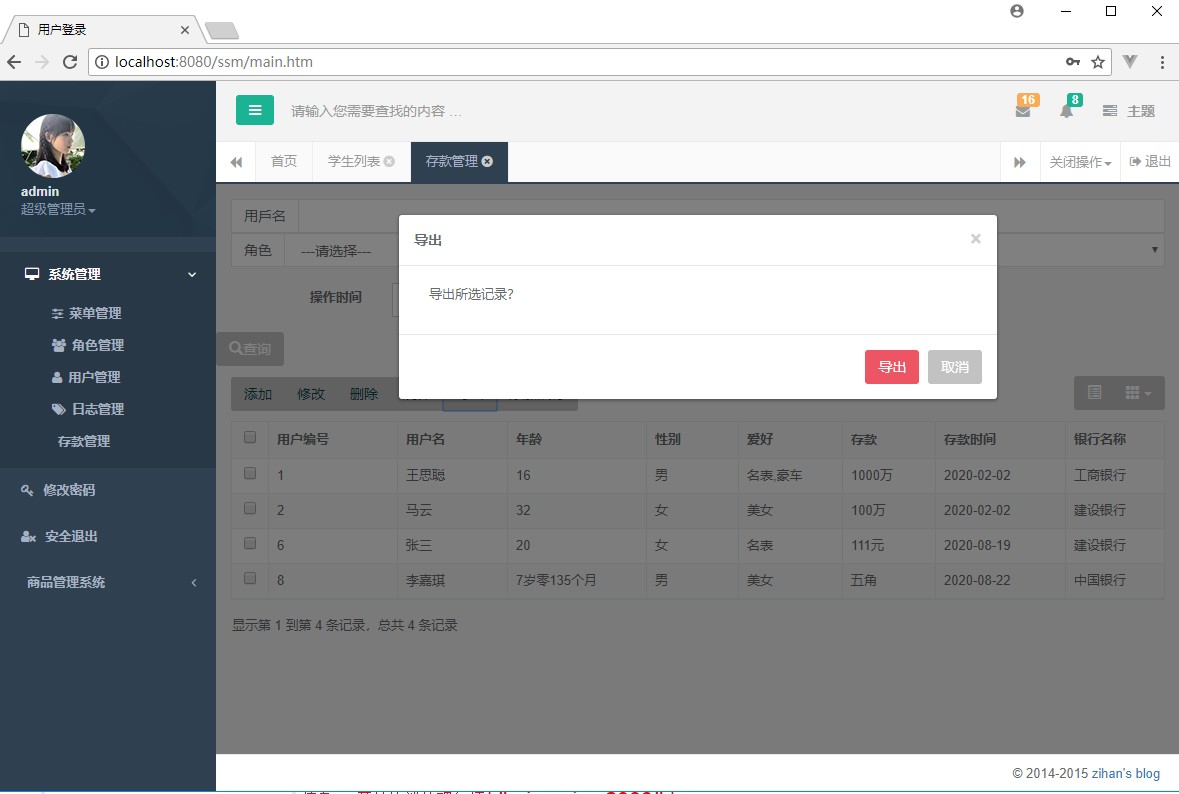 用户登录
localhost:8080/ssm/main.htm
请输入您需要查找的内容 …
16
8
主题
首页
学生列表
存款管理
关闭操作
退出
admin
超级管理员
系统管理
菜单管理
角色管理
用户管理
日志管理
存款管理
修改密码
安全退出
商品管理系统
用戶名
角色
---请选择---
操作时间
查询
导出
×
导出所选记录?
导出
取消
添加
修改
删除
用户编号 用户名 年龄 性别 爱好 存款 存款时间 银行名称
1 王思聪 16 男 名表,豪车 1000万 2020-02-02 工商银行
2 马云 32 女 美女 100万 2020-02-02 建设银行
6 张三 20 女 名表 111元 2020-08-19 建设银行
8 李嘉琪 7岁零135个月 男 美女 五角 2020-08-22 中国银行
显示第 1 到第 4 条记录，总共 4 条记录
© 2014-2015 zihan's blog